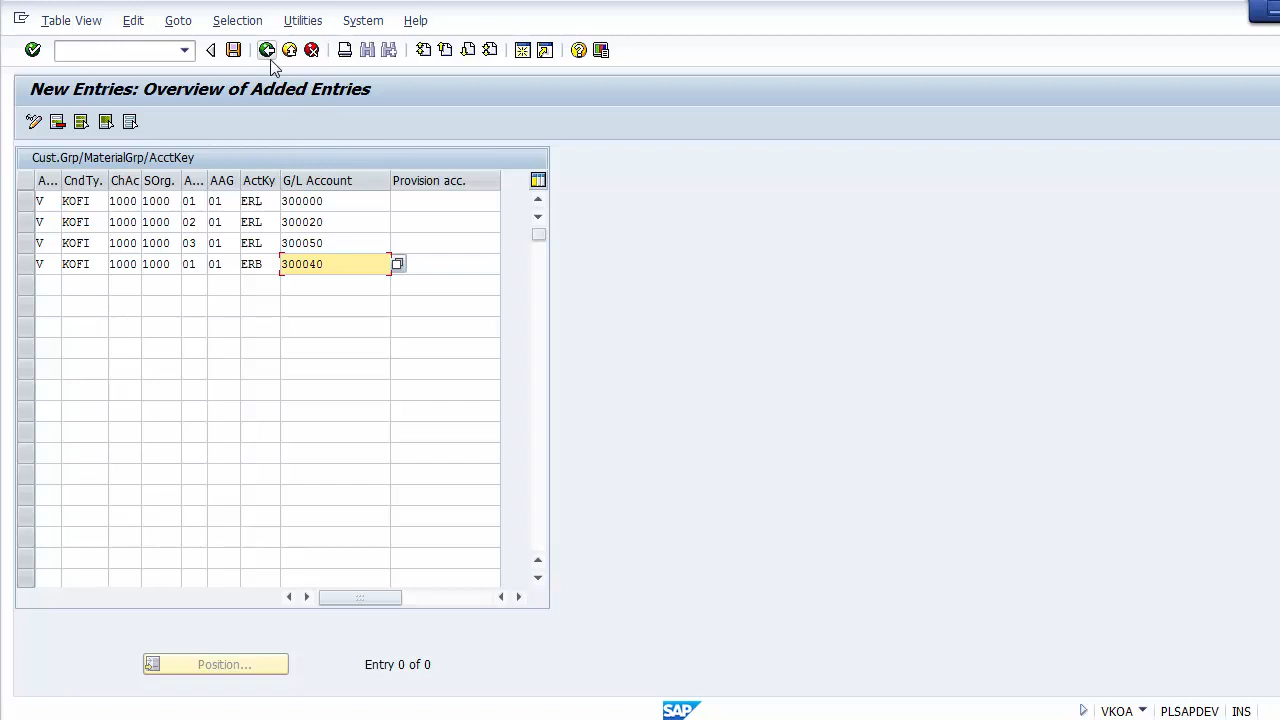 Table View Edit Goto Selection Utilities System Help
New Entries: Overview of Added Entries
Cust.Grp/MaterialGrp/AcctKey
A... CndTy. ChAc SOrg. A... AAG ActKy G/L Account Provision acc.
V KOFI 1000 1000 01 01 ERL 300000
V KOFI 1000 1000 02 01 ERL 300020
V KOFI 1000 1000 03 01 ERL 300050
V KOFI 1000 1000 01 01 ERB 300040
Position... Entry 0 of 0
SAP VKOA PLSAPDEV INS